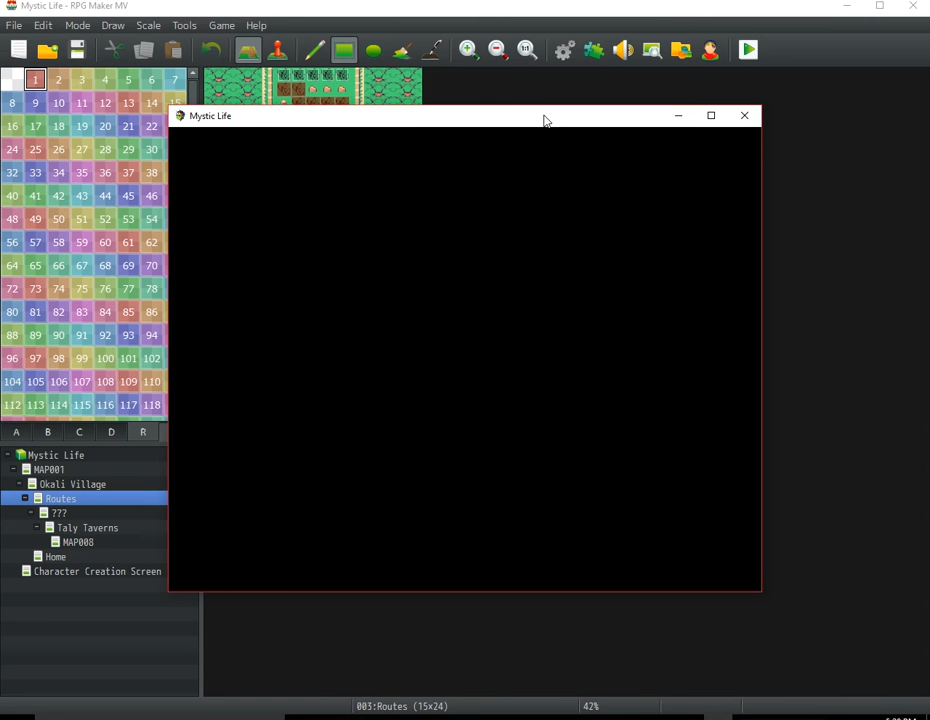 Mystic Life - RPG Maker MV
File Edit Mode Draw Scale Tools Game Help
1:1
1 2 3 4 5 6 7
8 9 10 11 12 13 14 15
16 17 18 19 20 21 22
24 25 26 27 28 29 30
32 33 34 35 36 37 38
40 41 42 43 44 45 46
48 49 50 51 52 53 54
56 57 58 59 60 61 62
64 65 66 67 68 69 70
72 73 74 75 76 77 78
80 81 82 83 84 85 86
88 89 90 91 92 93 94
96 97 98 99 100 101 102
104 105 106 107 108 109 110
112 113 114 115 116 117 118
A B C D R
Mystic Life
Mystic Life
MAP001
Okali Village
Routes
???
Taly Taverns
MAP008
Home
Character Creation Screen
003:Routes (15x24) 42%